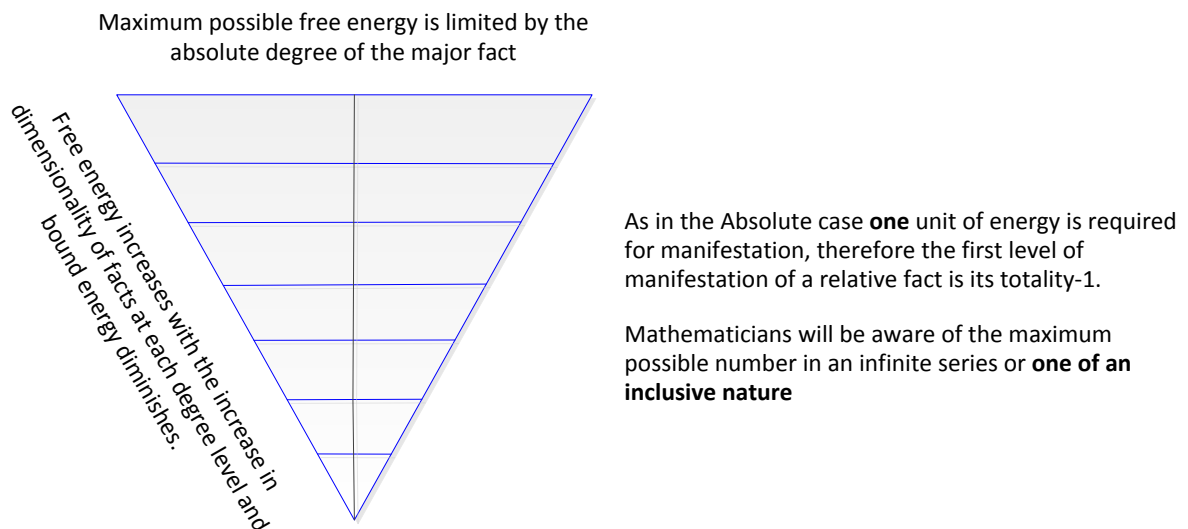 Maximum possible free energy is limited by the
absolute degree of the major fact
Free energy increases with the increase in
dimensionality of facts at each degree level and
bound energy diminishes.
As in the Absolute case one unit of energy is required
for manifestation, therefore the first level of
manifestation of a relative fact is its totality-1.
Mathematicians will be aware of the maximum
possible number in an infinite series or one of an
inclusive nature